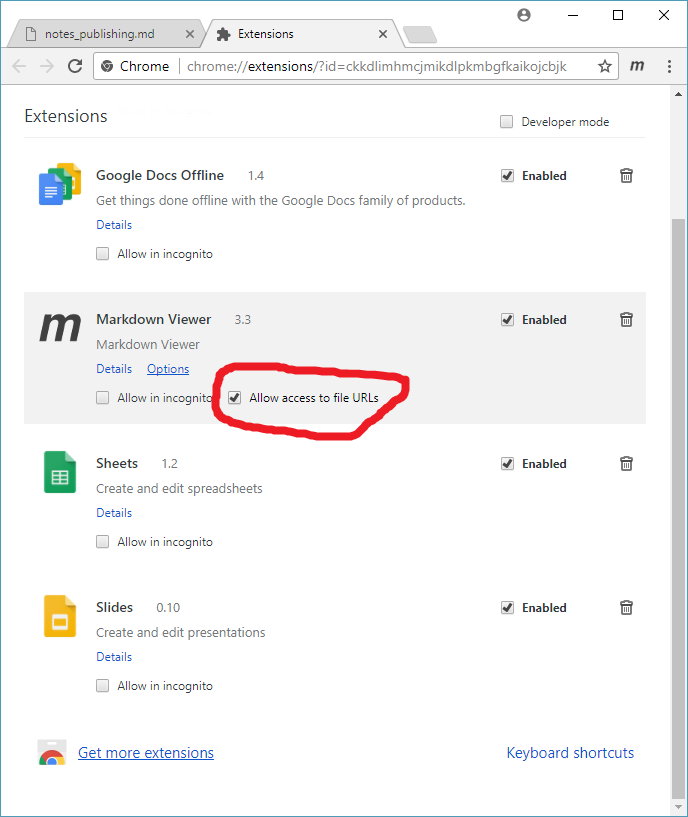 notes_publishing.md
Extensions
Chrome chrome://extensions/?id=ckkdlimhmcjmikdlpkmbgfkaikojcbjk m
Extensions
Developer mode
Google Docs Offline 1.4 Enabled
Get things done offline with the Google Docs family of products.
Details
Allow in incognito
m
Markdown Viewer 3.3 Enabled
Markdown Viewer
Details Options
Allow in incognito Allow access to file URLs
Sheets 1.2 Enabled
Create and edit spreadsheets
Details
Allow in incognito
Slides 0.10 Enabled
Create and edit presentations
Details
Allow in incognito
Get more extensions Keyboard shortcuts